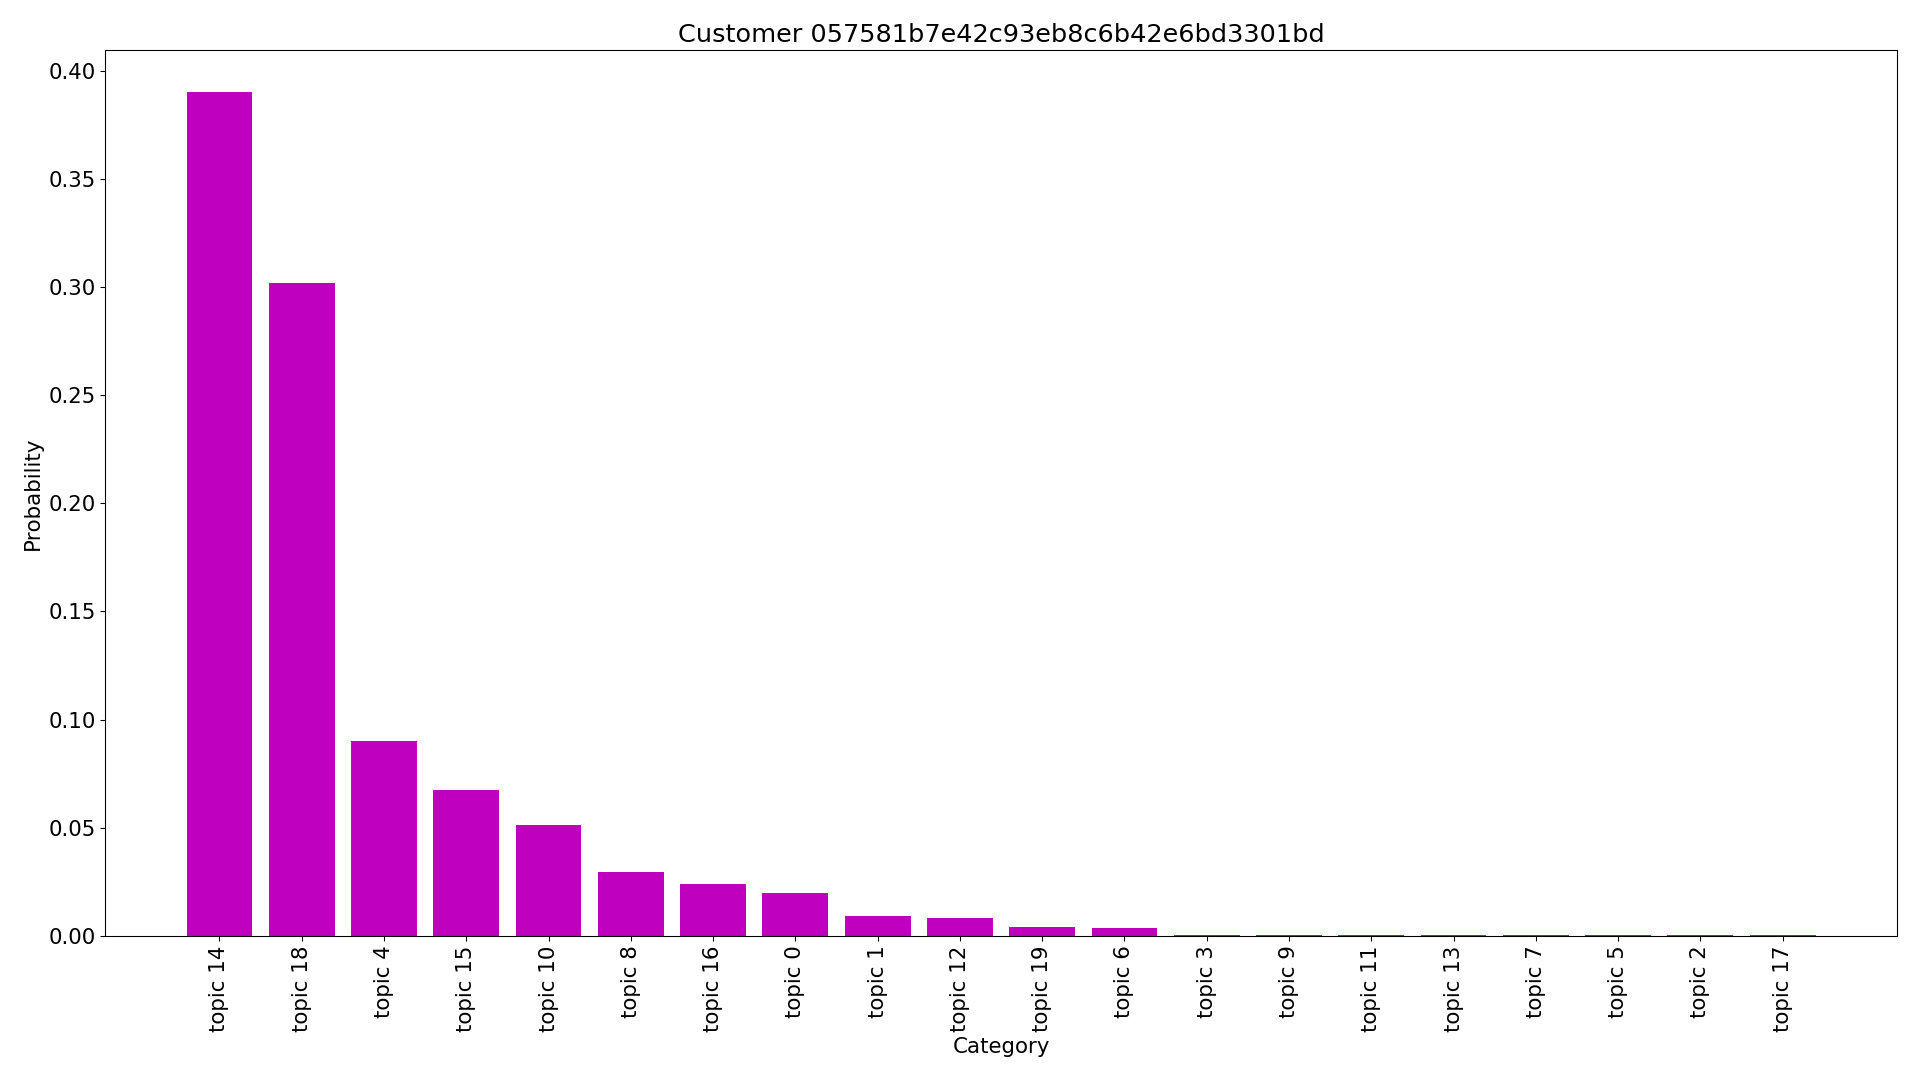 Customer 057581b7e42c93eb8c6b42e6bd3301bd
0.40
0.35
0.30
0.25
0.20
0.15
0.10
0.05
0.00
Probability
topic 14
topic 18
topic 4
topic 15
topic 10
topic 8
topic 16
topic 0
topic 1
topic 12
topic 19
topic 6
topic 3
topic 9
topic 11
topic 13
topic 7
topic 5
topic 2
topic 17
Category